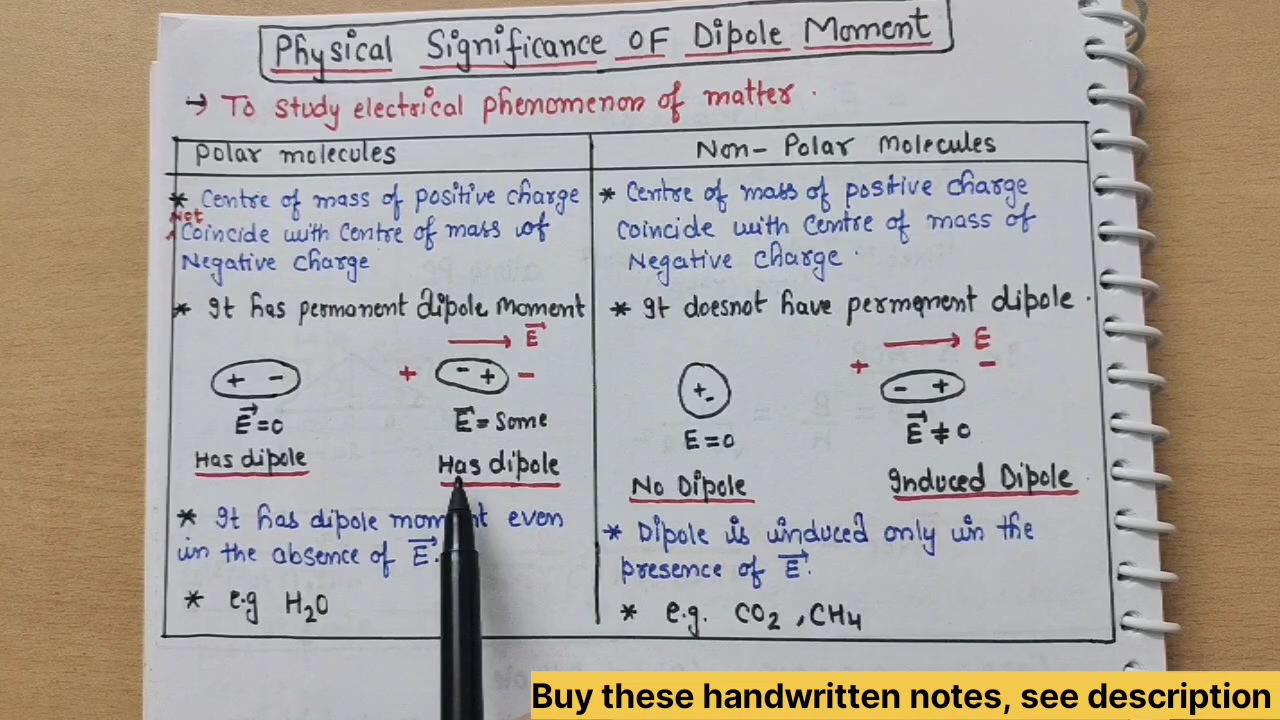 Physical Significance OF Dipole Moment
→ To study electrical phenomenon of matter.
Polar molecules
* Centre of mass of positive charge
Not
Coincide with Centre of mass of
Negative charge
* It has permanent dipole Moment
E
+ - + - + -
E=0 E=Some
Has dipole Has dipole
* It has dipole mom t even
in the absence of E.
* e.g H2O
Non-Polar Molecules
* Centre of mass of positive charge
Coincide with Centre of mass of
Negative charge.
* It doesnot have permanent dipole.
E
+ - + -
- +
E=0 E≠0
No Dipole Induced Dipole
* Dipole is induced only in the
presence of E.
* e.g. CO2, CH4
Buy these handwritten notes, see description